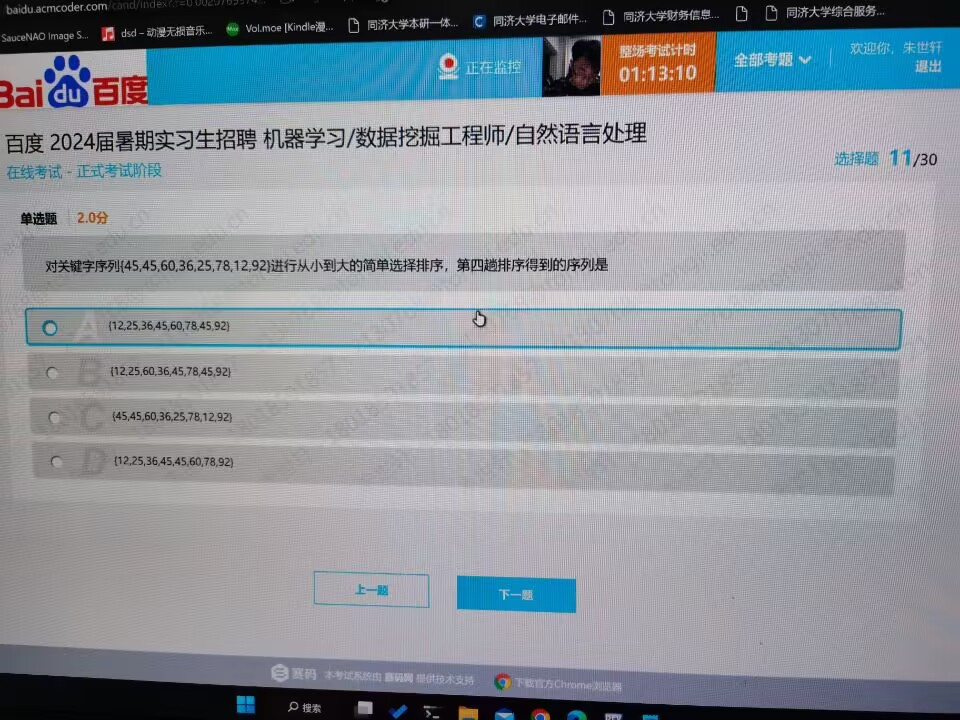 baidu.acmcoder.com/cand/index
SauceNAO Image S...
dsd – 动漫无损音乐...
Vol.moe [Kindle漫...
同济大学本研一体...
同济大学电子邮件...
同济大学财务信息...
同济大学综合服务...
Bai du 百度
正在监控
整场考试计时
01:13:10
全部考题
欢迎你，朱世轩
退出
百度 2024届暑期实习生招聘 机器学习/数据挖掘工程师/自然语言处理
在线考试 - 正式考试阶段
选择题 11/30
单选题 2.0分
对关键字序列{45,45,60,36,25,78,12,92}进行从小到大的简单选择排序，第四趟排序得到的序列是
A {12,25,36,45,60,78,45,92}
B {12,25,60,36,45,78,45,92}
C {45,45,60,36,25,78,12,92}
D {12,25,36,45,45,60,78,92}
上一题
下一题
赛码 本考试系统由 赛码网 提供技术支持
下载官方Chrome浏览器
搜索